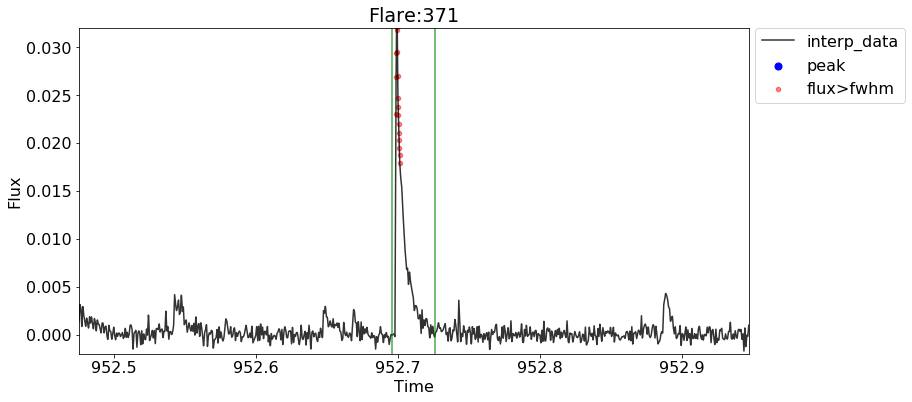 Flare:371
interp_data
peak
flux>fwhm
0.030
0.025
0.020
0.015
0.010
0.005
0.000
Flux
952.5 952.6 952.7 952.8 952.9
Time